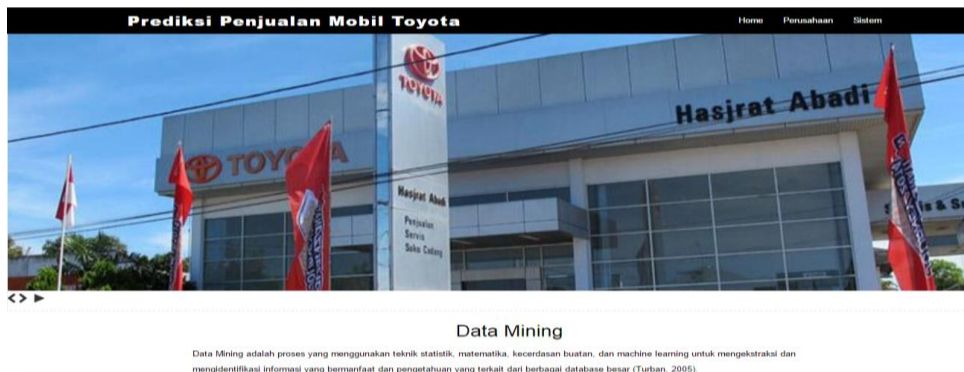 Prediksi Penjualan Mobil Toyota
Home Perusahaan Sistem
TOYOTA
Hasjrat Abadi
TOYOTA
Hasjrat Abadi
Penjualan
Servis
Suku Cadang
is & Su
Data Mining
Data Mining adalah proses yang menggunakan teknik statistik, matematika, kecerdasan buatan, dan machine learning untuk mengekstraksi dan
mengidentifikasi informasi yang bermanfaat dan pengetahuan yang terkait dari berbagai database besar (Turban, 2005).